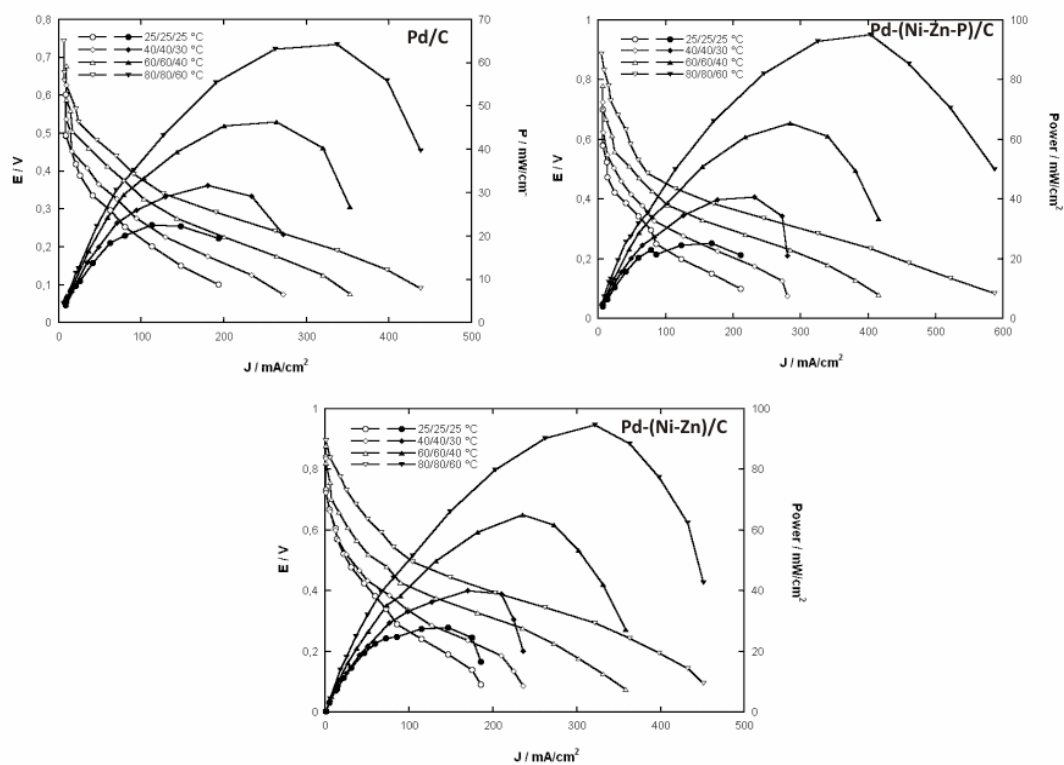 Pd/C
25/25/25 °C
40/40/30 °C
60/60/40 °C
80/80/60 °C
E / V
0,8
0,7
0,6
0,5
0,4
0,3
0,2
0,1
0
P / mW/cm²
70
60
50
40
30
20
10
0
0 100 200 300 400 500
J / mA/cm²
Pd-(Ni-Zn-P)/C
25/25/25 °C
40/40/30 °C
60/60/40 °C
80/80/60 °C
E / V
1
0,8
0,6
0,4
0,2
0
Power / mW/cm²
100
80
60
40
20
0
0 100 200 300 400 500 600
J / mA/cm²
Pd-(Ni-Zn)/C
25/25/25 °C
40/40/30 °C
60/60/40 °C
80/80/60 °C
E / V
1
0,8
0,6
0,4
0,2
0
Power / mW/cm²
100
80
60
40
20
0
0 100 200 300 400 500
J / mA/cm²